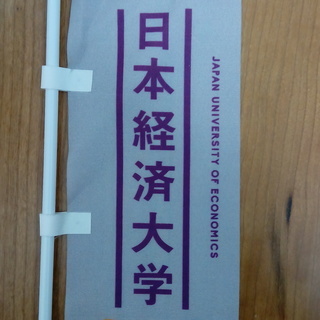 日本経済大学
JAPAN UNIVERSITY OF ECONOMICS